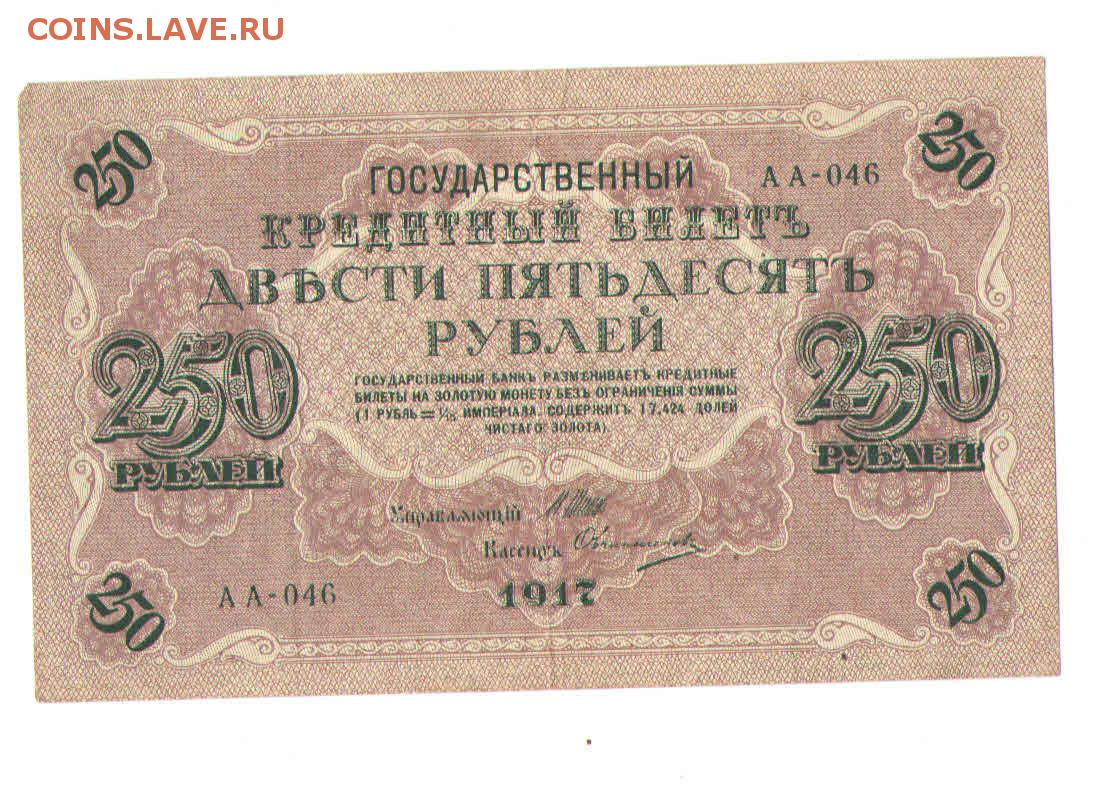 COINS.LAVE.RU
250
250
ГОСУДАРСТВЕННЫЙ
АА-046
КРЕДИТНЫЙ БИЛЕТЪ
ДВѢСТИ ПЯТЬДЕСЯТЪ
РУБЛЕЙ
250
РУБЛЕЙ
250
РУБЛЕЙ
ГОСУДАРСТВЕННЫЙ БАНКЪ РАЗМѢНИВАЕТЪ КРЕДИТНЫЕ
БИЛЕТЫ НА ЗОЛОТУЮ МОНЕТУ БЕЗЪ ОГРАНИЧЕНІЯ СУММЫ
(1 РУБЛЬ = 1/15 ИМПЕРІАЛА, СОДЕРЖИТЪ 17,424 ДОЛЕЙ
ЧИСТАГО ЗОЛОТА).
Управляющій
Кассиръ
АА-046
1917
250
250